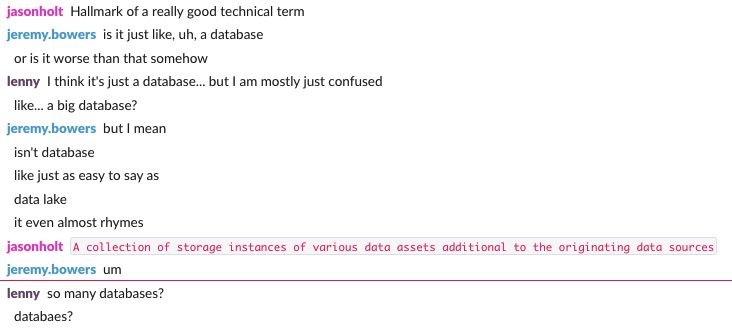 jasonholt Hallmark of a really good technical term
jeremy.bowers is it just like, uh, a database
or is it worse than that somehow
lenny I think it's just a database... but I am mostly just confused
like... a big database?
jeremy.bowers but I mean
isn't database
like just as easy to say as
data lake
it even almost rhymes
jasonholt A collection of storage instances of various data assets additional to the originating data sources
jeremy.bowers um
lenny so many databases?
databaes?